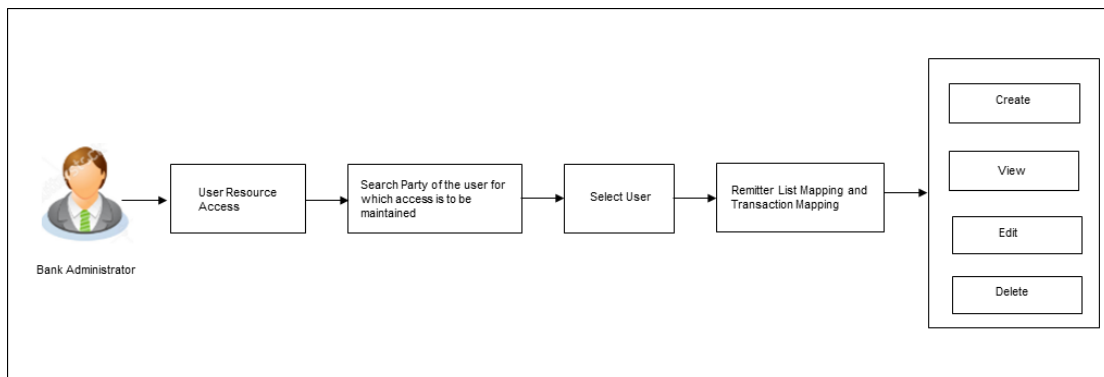 Bank Administrator
User Resource
Access
Search Party of the user for
which access is to be
maintained
Select User
Remitter List Mapping and
Transaction Mapping
Create
View
Edit
Delete